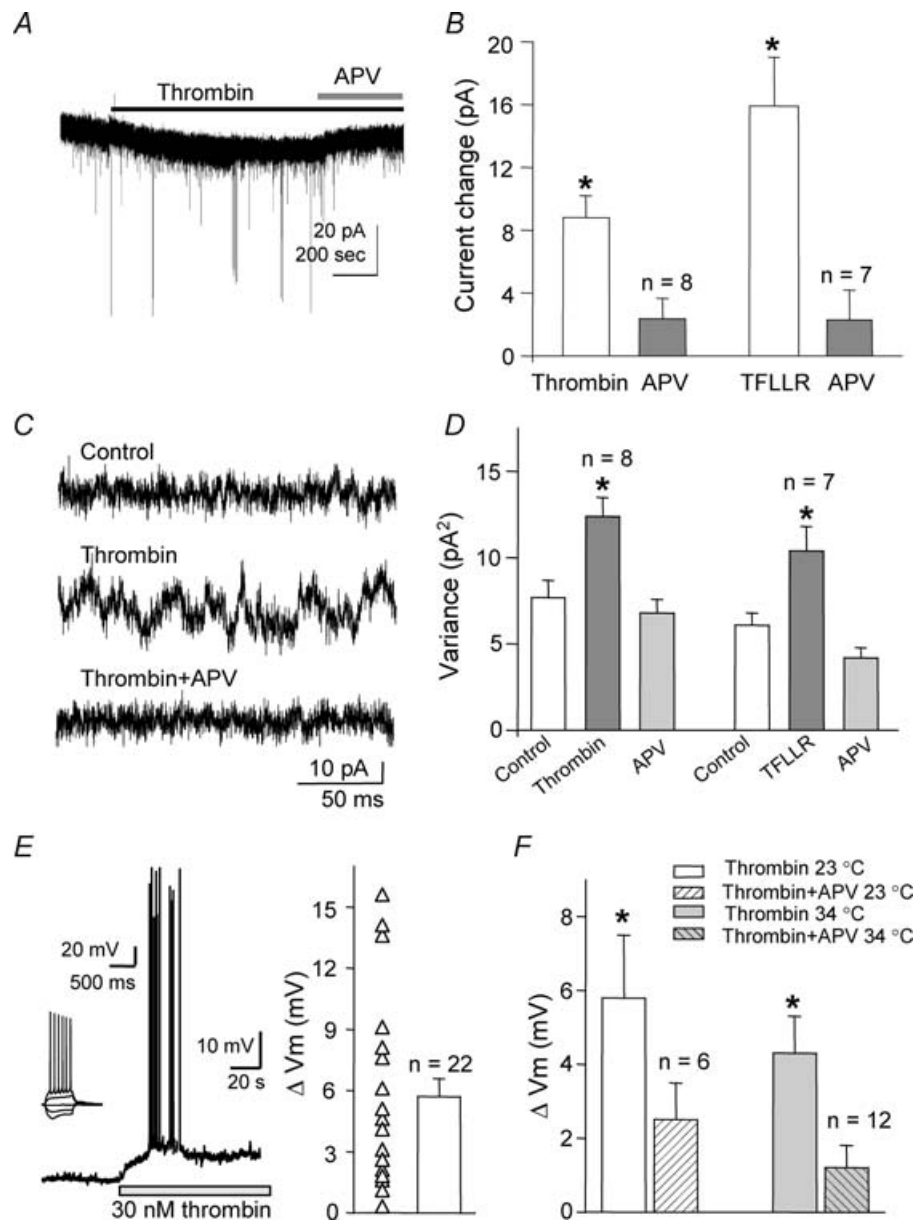 A
APV
Thrombin
20 pA
200 sec
B
Current change (pA)
20
16
12
8
4
0
*
n = 8
*
n = 7
Thrombin APV TFLLR APV
C
Control
Thrombin
Thrombin+APV
10 pA
50 ms
D
Variance (pA²)
15
10
5
0
n = 8
*
n = 7
*
Control Thrombin APV Control TFLLR APV
E
20 mV
500 ms
10 mV
20 s
30 nM thrombin
Δ Vm (mV)
15
12
9
6
3
0
n = 22
F
Thrombin 23 °C
Thrombin+APV 23 °C
Thrombin 34 °C
Thrombin+APV 34 °C
Δ Vm (mV)
8
6
4
2
0
*
n = 6
*
n = 12